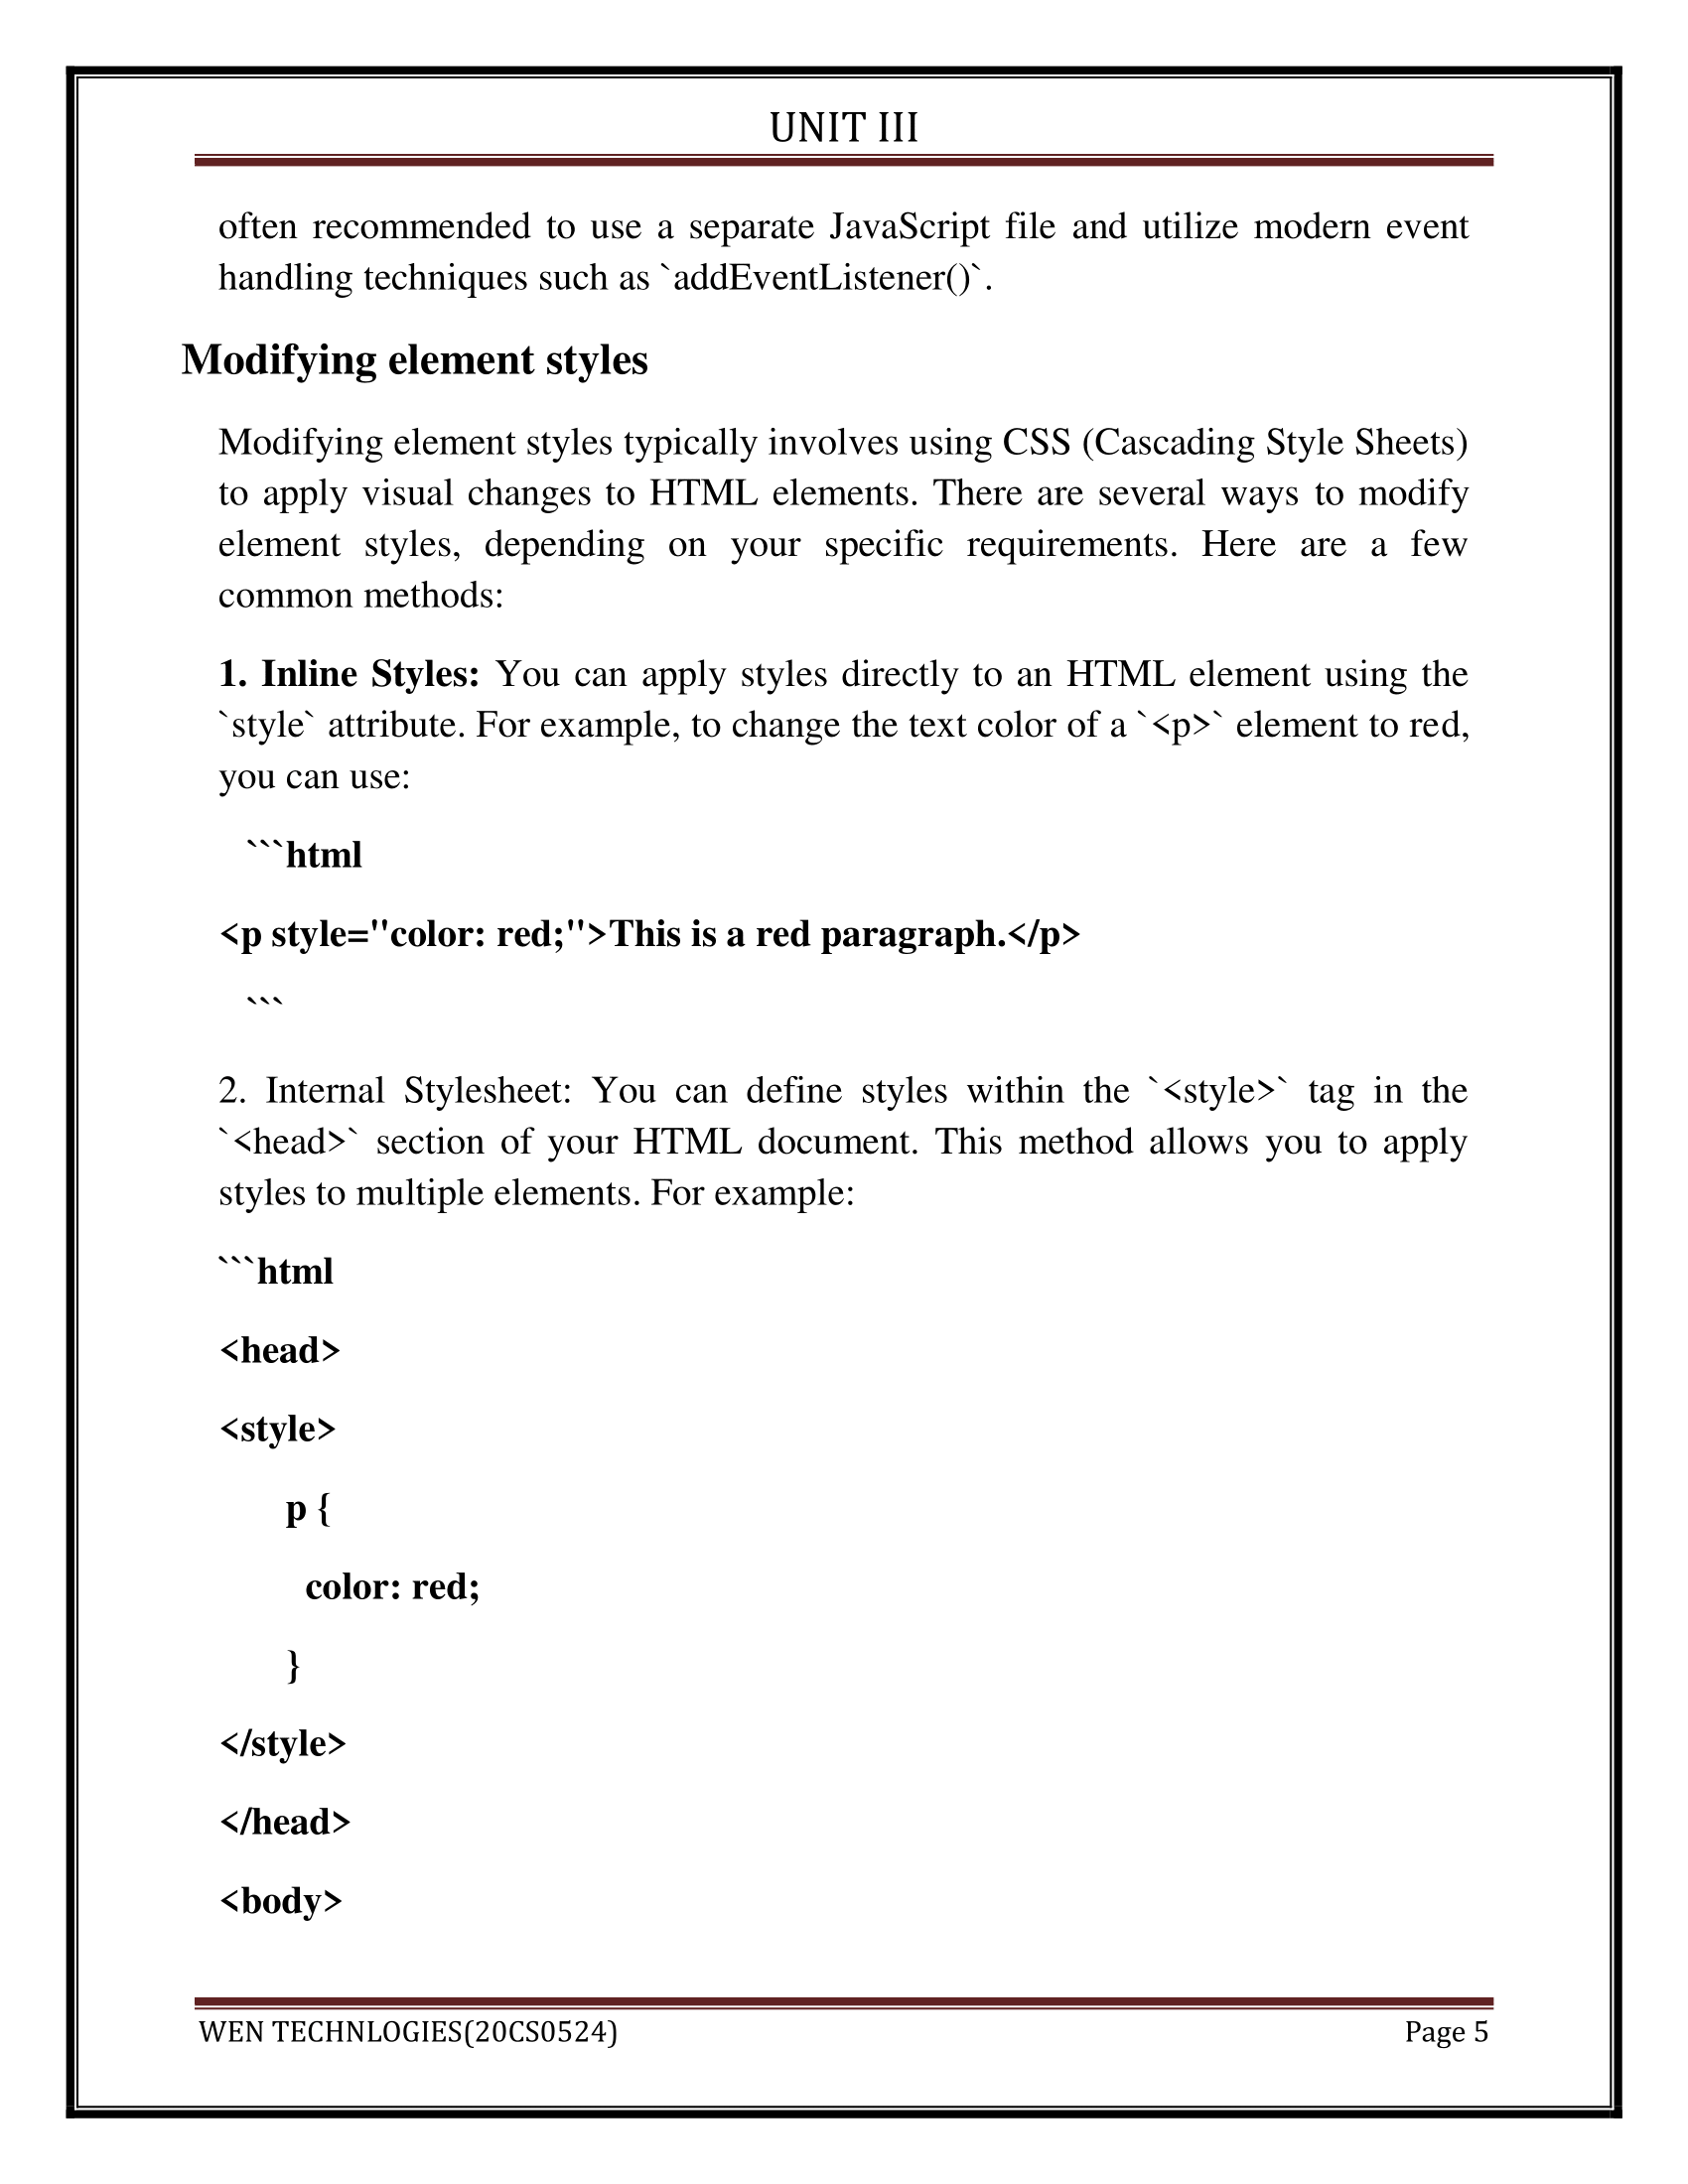 UNIT III
often recommended to use a separate JavaScript file and utilize modern event
handling techniques such as `addEventListener()`.
Modifying element styles
Modifying element styles typically involves using CSS (Cascading Style Sheets)
to apply visual changes to HTML elements. There are several ways to modify
element styles, depending on your specific requirements. Here are a few
common methods:
1. Inline Styles: You can apply styles directly to an HTML element using the
`style` attribute. For example, to change the text color of a `<p>` element to red,
you can use:
```html
<p style="color: red;">This is a red paragraph.</p>
```
2. Internal Stylesheet: You can define styles within the `<style>` tag in the
`<head>` section of your HTML document. This method allows you to apply
styles to multiple elements. For example:
```html
<head>
<style>
p {
color: red;
}
</style>
</head>
<body>
WEN TECHNLOGIES(20CS0524) Page 5